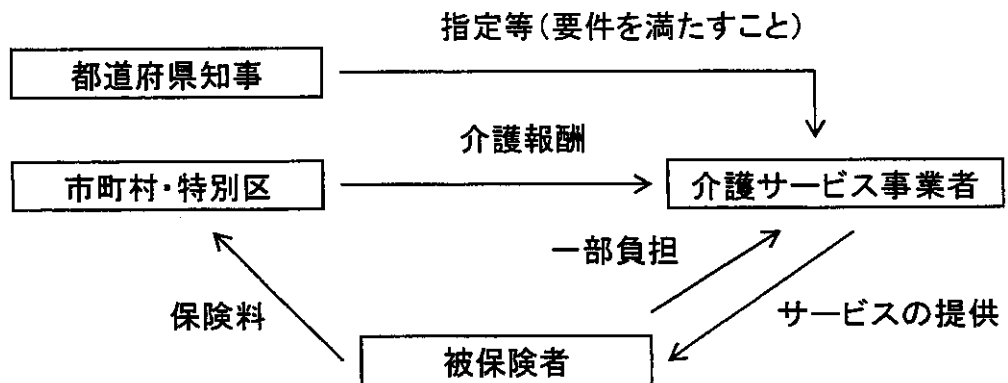 指定等(要件を満たすこと)
都道府県知事
介護報酬
市町村・特別区
介護サービス事業者
一部負担
保険料
サービスの提供
被保険者